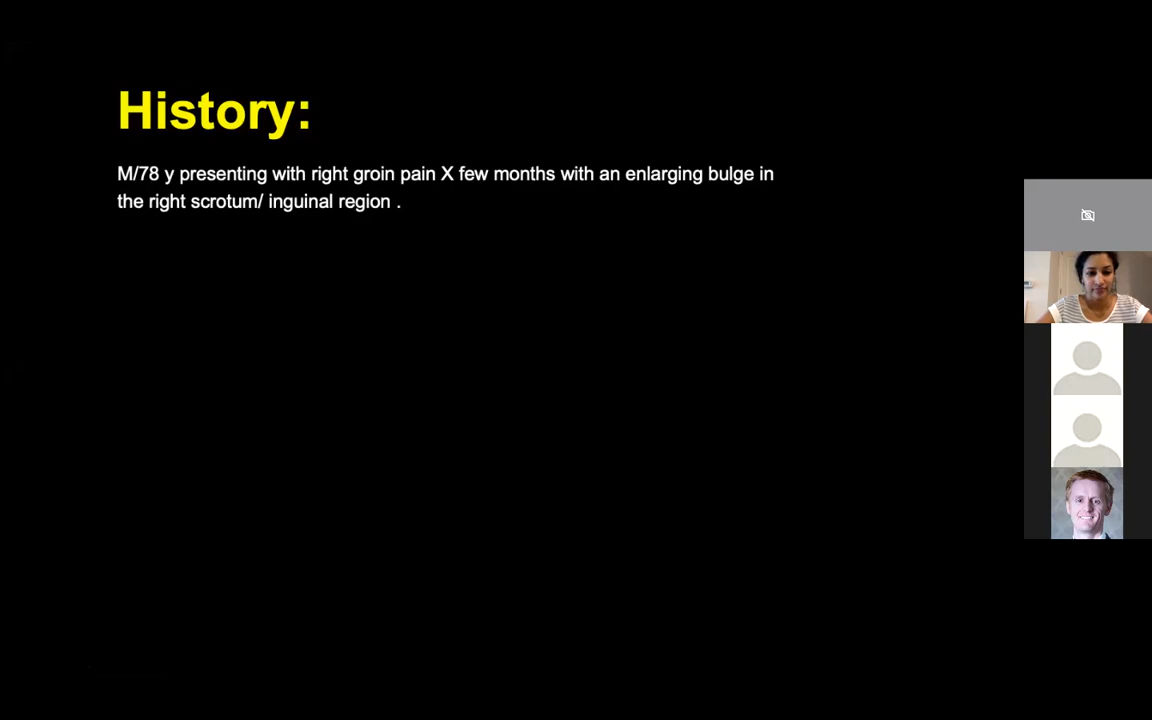 History:
M/78 y presenting with right groin pain X few months with an enlarging bulge in
the right scrotum/ inguinal region .